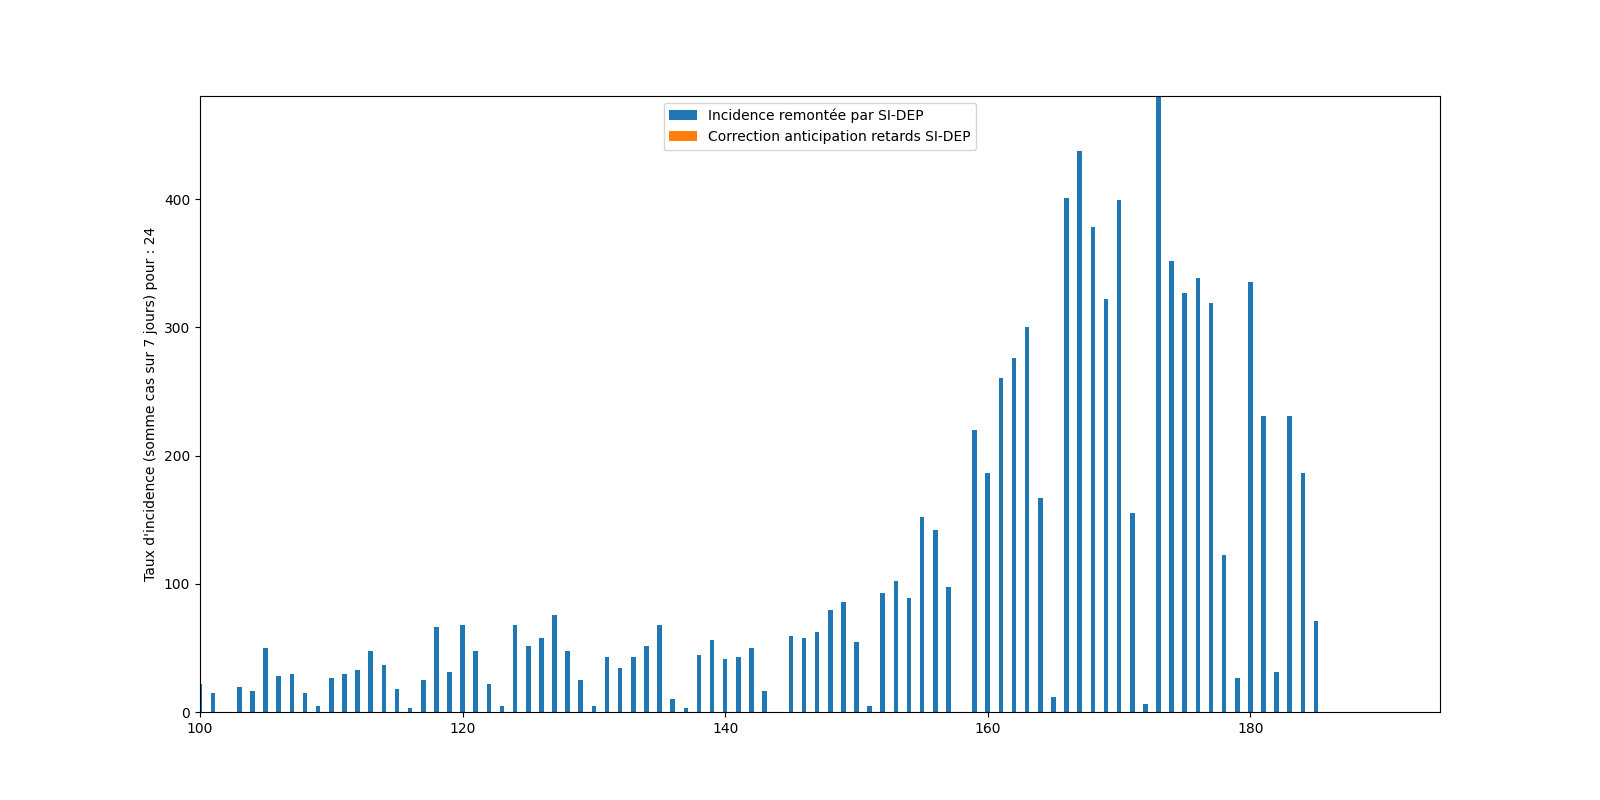 Incidence remontée par SI-DEP
Correction anticipation retards SI-DEP
Taux d'incidence (somme cas sur 7 jours) pour : 24
400
300
200
100
0
100 120 140 160 180